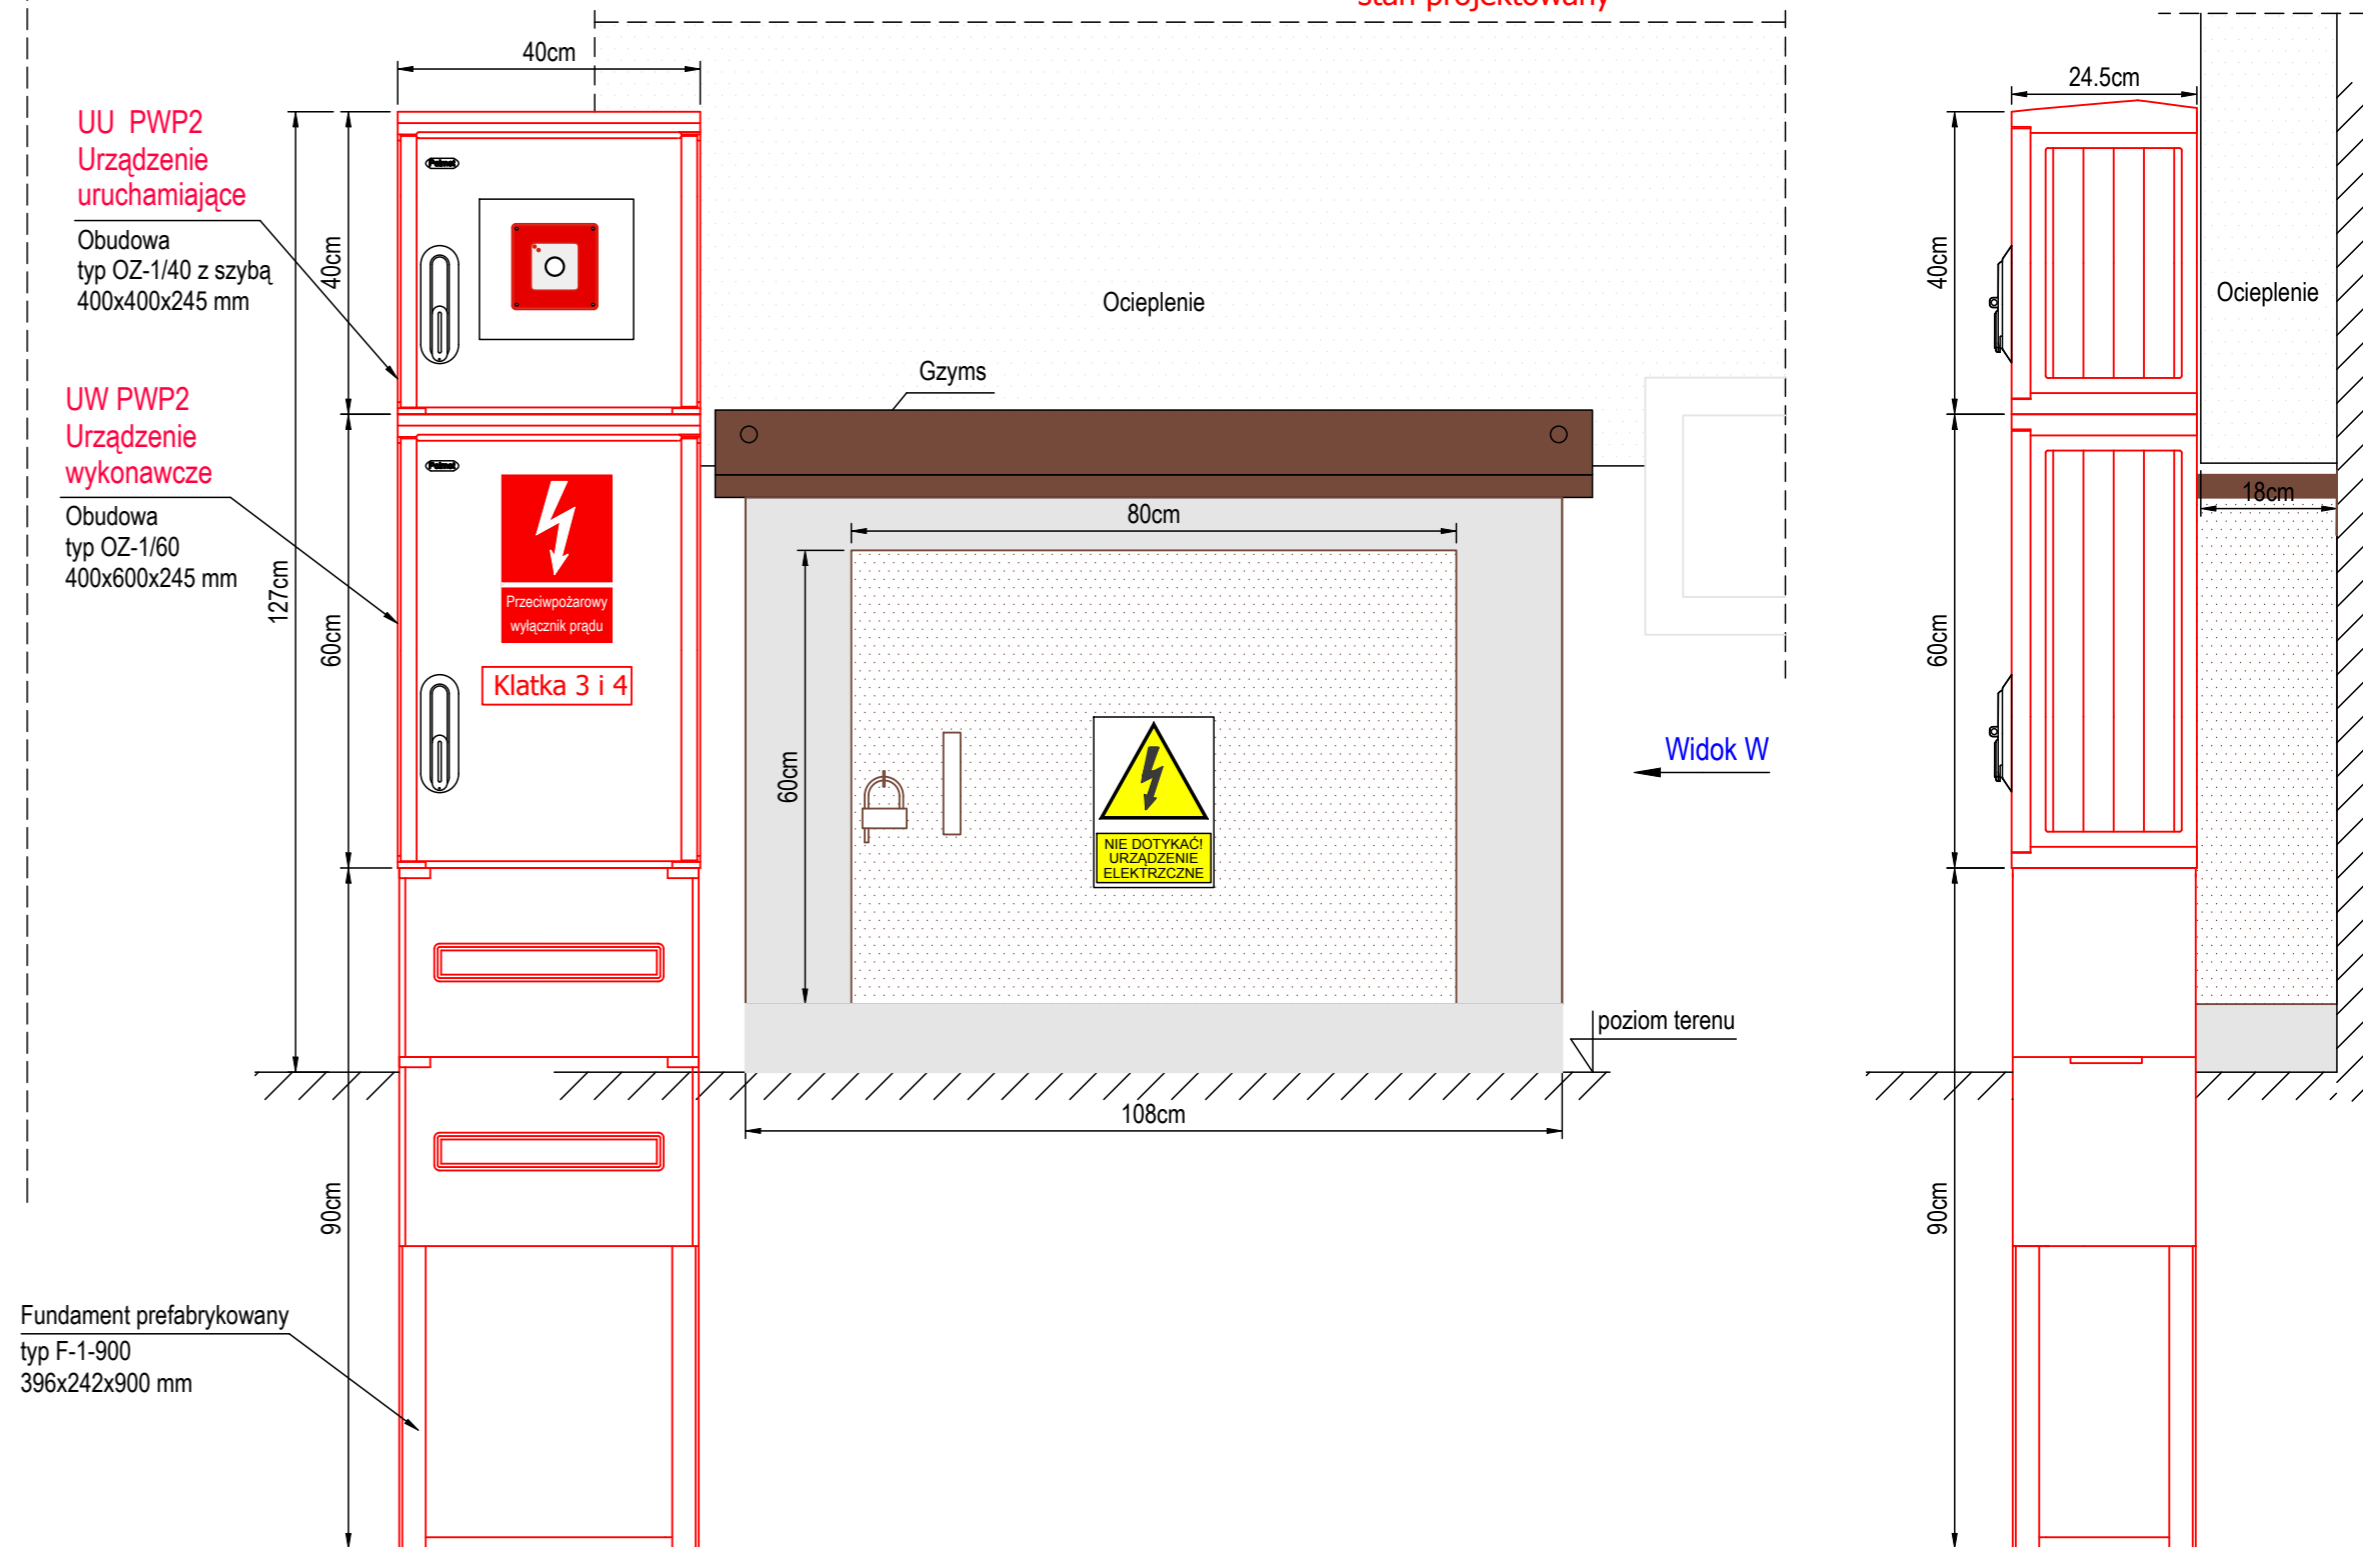 stan projektowany
40cm
24.5cm
UU PWP2
Urządzenie
uruchamiające
Obudowa
typ OZ-1/40 z szybą
400x400x245 mm
40cm
40cm
Ocieplenie
Ocieplenie
Gzyms
UW PWP2
Urządzenie
wykonawcze
Obudowa
typ OZ-1/60
400x600x245 mm
127cm
60cm
Przeciwpożarowy
wyłącznik prądu
Klatka 3 i 4
80cm
18cm
60cm
60cm
Widok W
NIE DOTYKAĆ!
URZĄDZENIE
ELEKTRZCZNE
poziom terenu
108cm
90cm
90cm
Fundament prefabrykowany
typ F-1-900
396x242x900 mm